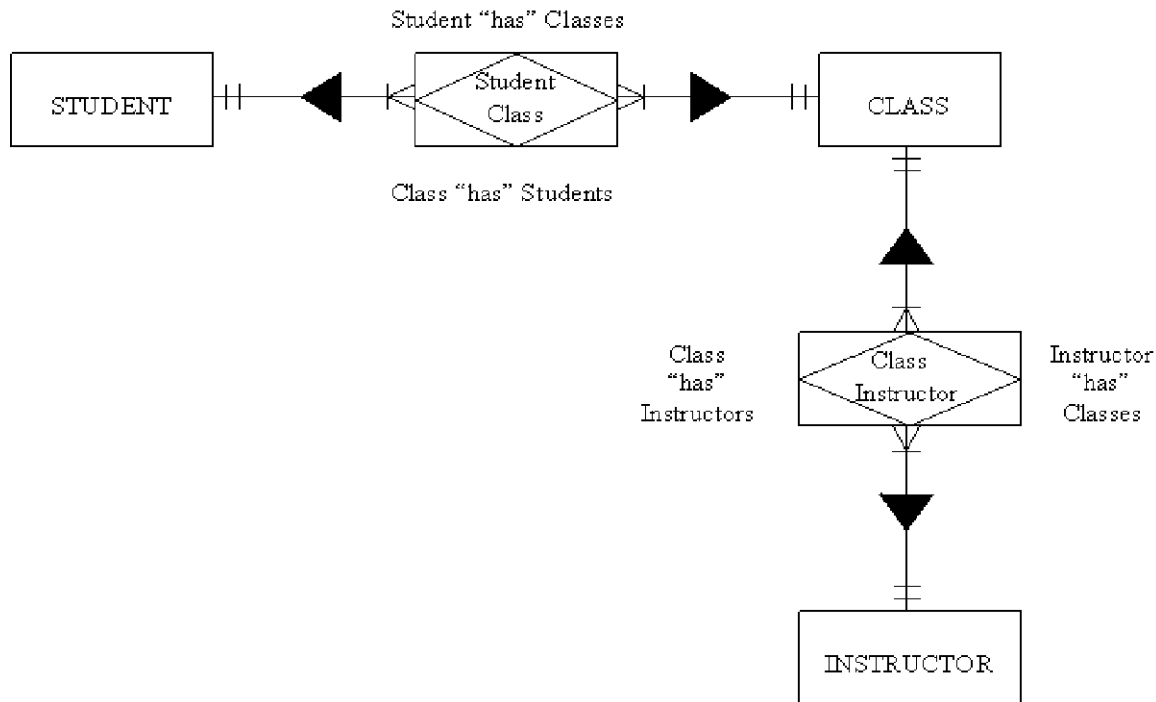 Student “has” Classes
STUDENT
Student
Class
CLASS
Class “has” Students
Class
“has”
Instructors
Class
Instructor
Instructor
“has”
Classes
INSTRUCTOR